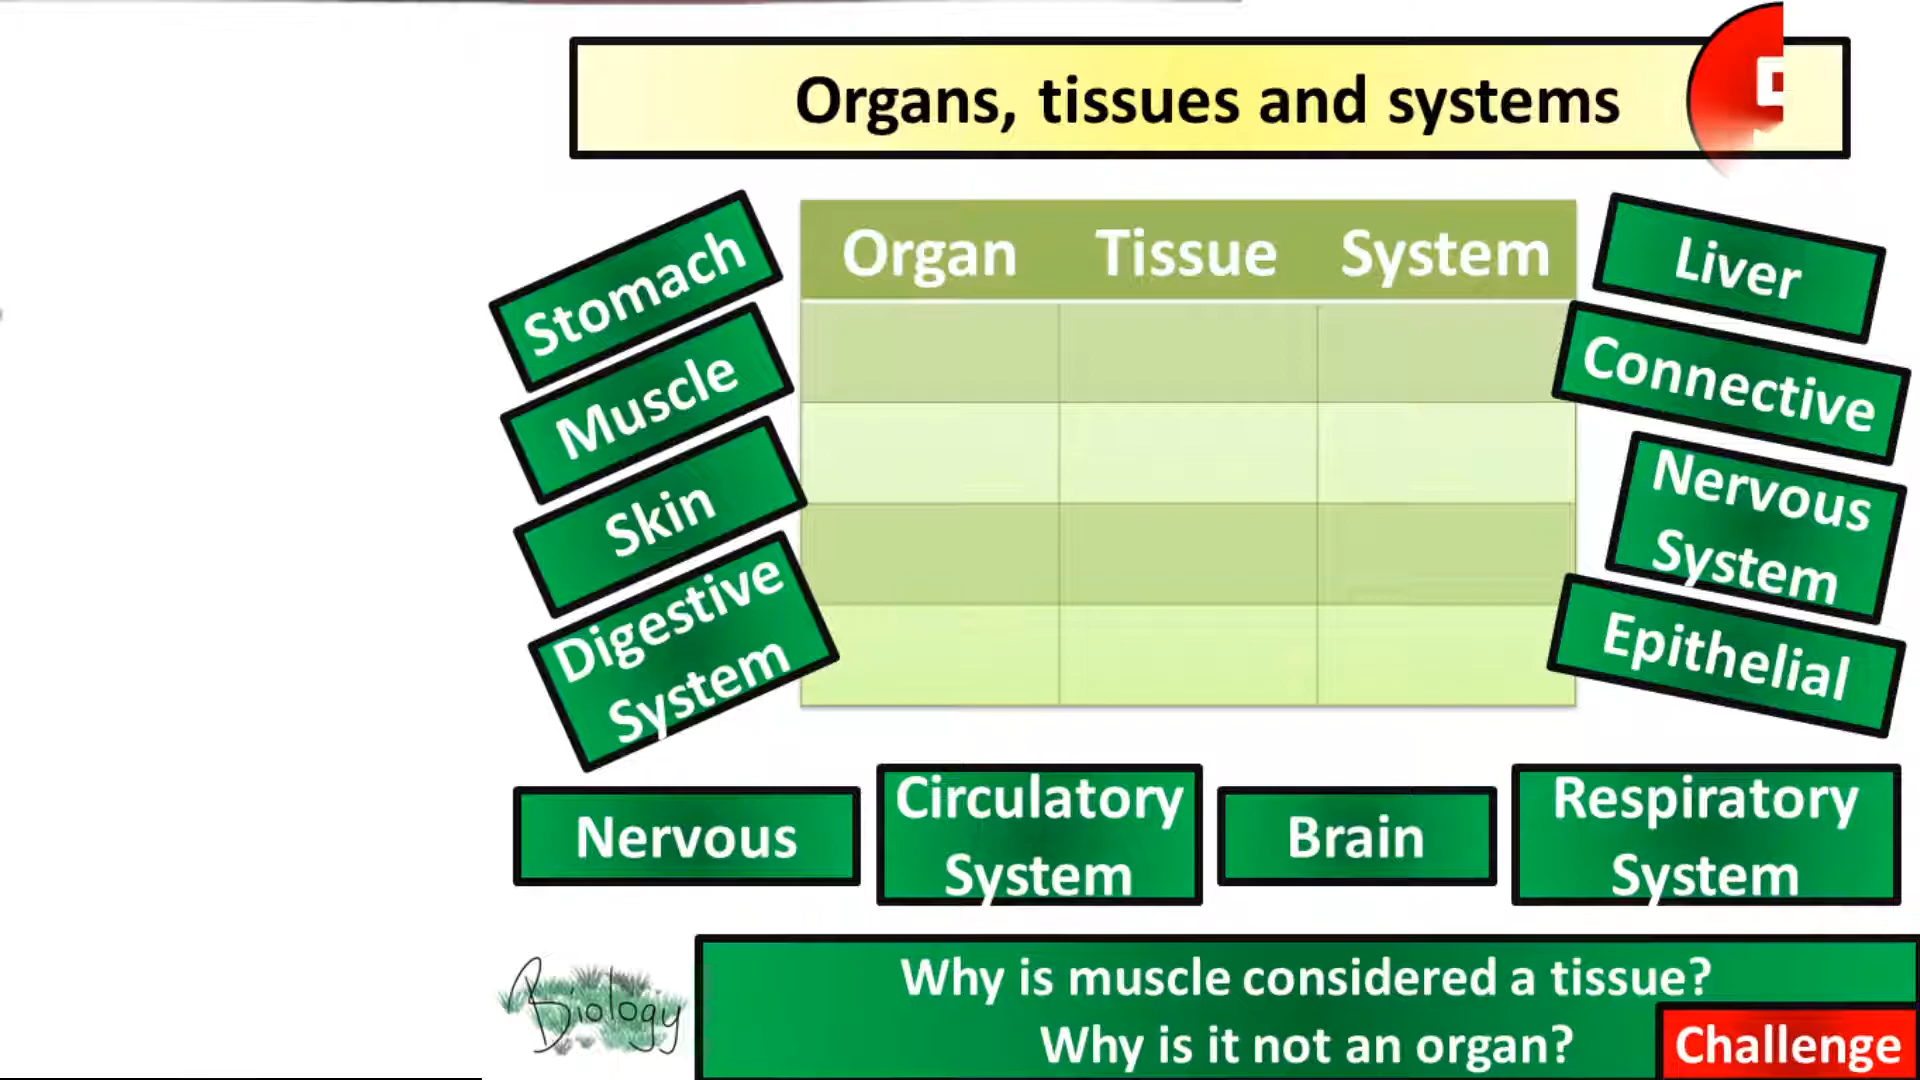 Organs, tissues and systems
Organ Tissue System
Stomach
Muscle
Skin
Digestive
System
Liver
Connective
Nervous
System
Epithelial
Nervous
Circulatory
System
Brain
Respiratory
System
Biology
Why is muscle considered a tissue?
Why is it not an organ?
Challenge